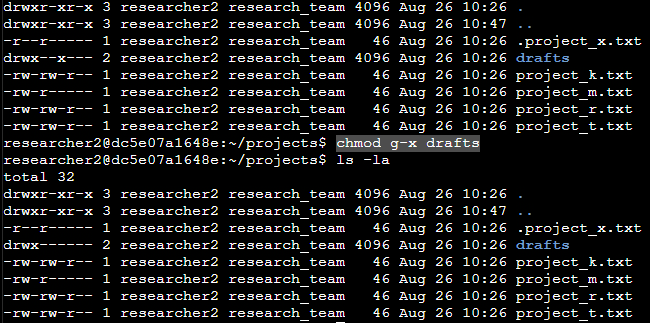 drwxr-xr-x 3 researcher2 research_team 4096 Aug 26 10:26 .
drwxr-xr-x 3 researcher2 research_team 4096 Aug 26 10:47 ..
-r--r----- 1 researcher2 research_team   46 Aug 26 10:26 .project_x.txt
drwx--x--- 2 researcher2 research_team 4096 Aug 26 10:26 drafts
-rw-rw-r-- 1 researcher2 research_team   46 Aug 26 10:26 project_k.txt
-rw-r----- 1 researcher2 research_team   46 Aug 26 10:26 project_m.txt
-rw-rw-r-- 1 researcher2 research_team   46 Aug 26 10:26 project_r.txt
-rw-rw-r-- 1 researcher2 research_team   46 Aug 26 10:26 project_t.txt
researcher2@dc5e07a1648e:~/projects$ chmod g-x drafts
researcher2@dc5e07a1648e:~/projects$ ls -la
total 32
drwxr-xr-x 3 researcher2 research_team 4096 Aug 26 10:26 .
drwxr-xr-x 3 researcher2 research_team 4096 Aug 26 10:47 ..
-r--r----- 1 researcher2 research_team   46 Aug 26 10:26 .project_x.txt
drwx------ 2 researcher2 research_team 4096 Aug 26 10:26 drafts
-rw-rw-r-- 1 researcher2 research_team   46 Aug 26 10:26 project_k.txt
-rw-r----- 1 researcher2 research_team   46 Aug 26 10:26 project_m.txt
-rw-rw-r-- 1 researcher2 research_team   46 Aug 26 10:26 project_r.txt
-rw-rw-r-- 1 researcher2 research_team   46 Aug 26 10:26 project_t.txt